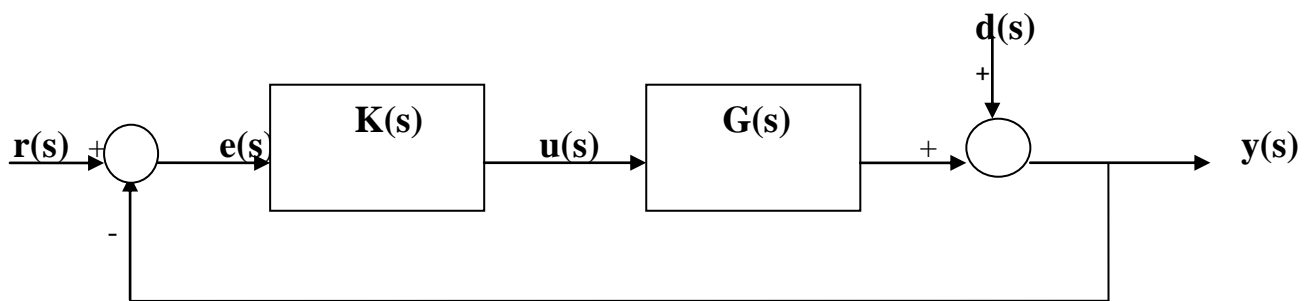 d(s)
+
K(s)
G(s)
r(s) +
e(s)
u(s)
+
y(s)
-